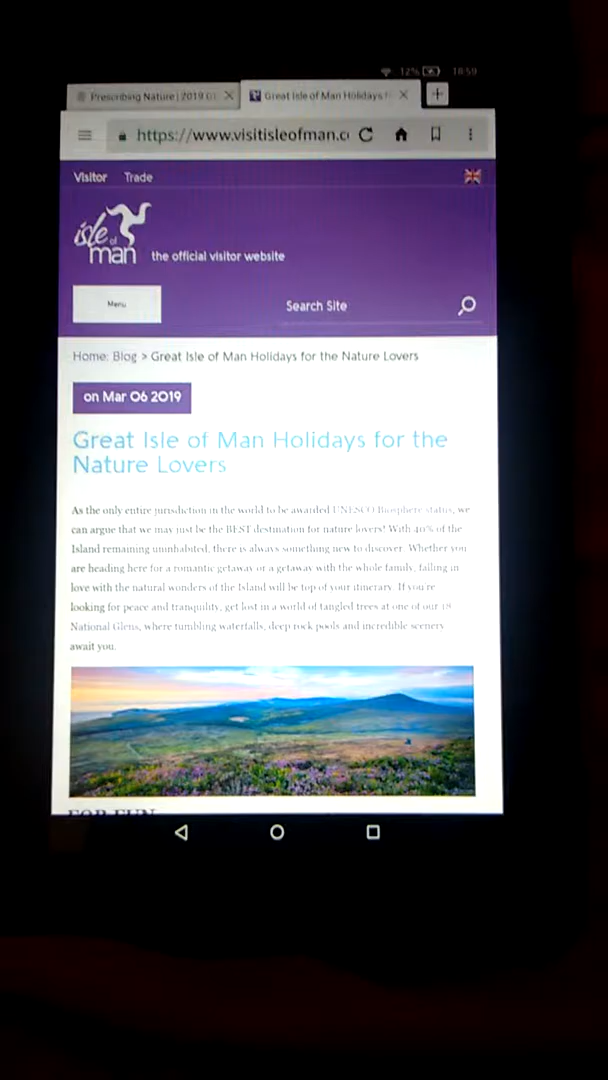 12% 18:59
Prescribing Nature | 2019 03
Great Isle of Man Holidays f
https://www.visitisleofman.c
Visitor Trade
isle of
man the official visitor website
Menu Search Site
Home: Blog > Great Isle of Man Holidays for the Nature Lovers
on Mar 06 2019
Great Isle of Man Holidays for the
Nature Lovers
As the only entire jurisdiction in the world to be awarded UNESCO Biosphere status, we
can argue that we may just be the BEST destination for nature lovers! With 40% of the
Island remaining uninhabited, there is always something new to discover. Whether you
are heading here for a romantic getaway or a getaway with the whole family, falling in
love with the natural wonders of the Island will be top of your itinerary. If you're
looking for peace and tranquility, get lost in a world of tangled trees at one of our 18
National Glens, where tumbling waterfalls, deep rock pools and incredible scenery
await you.
FOR FUN